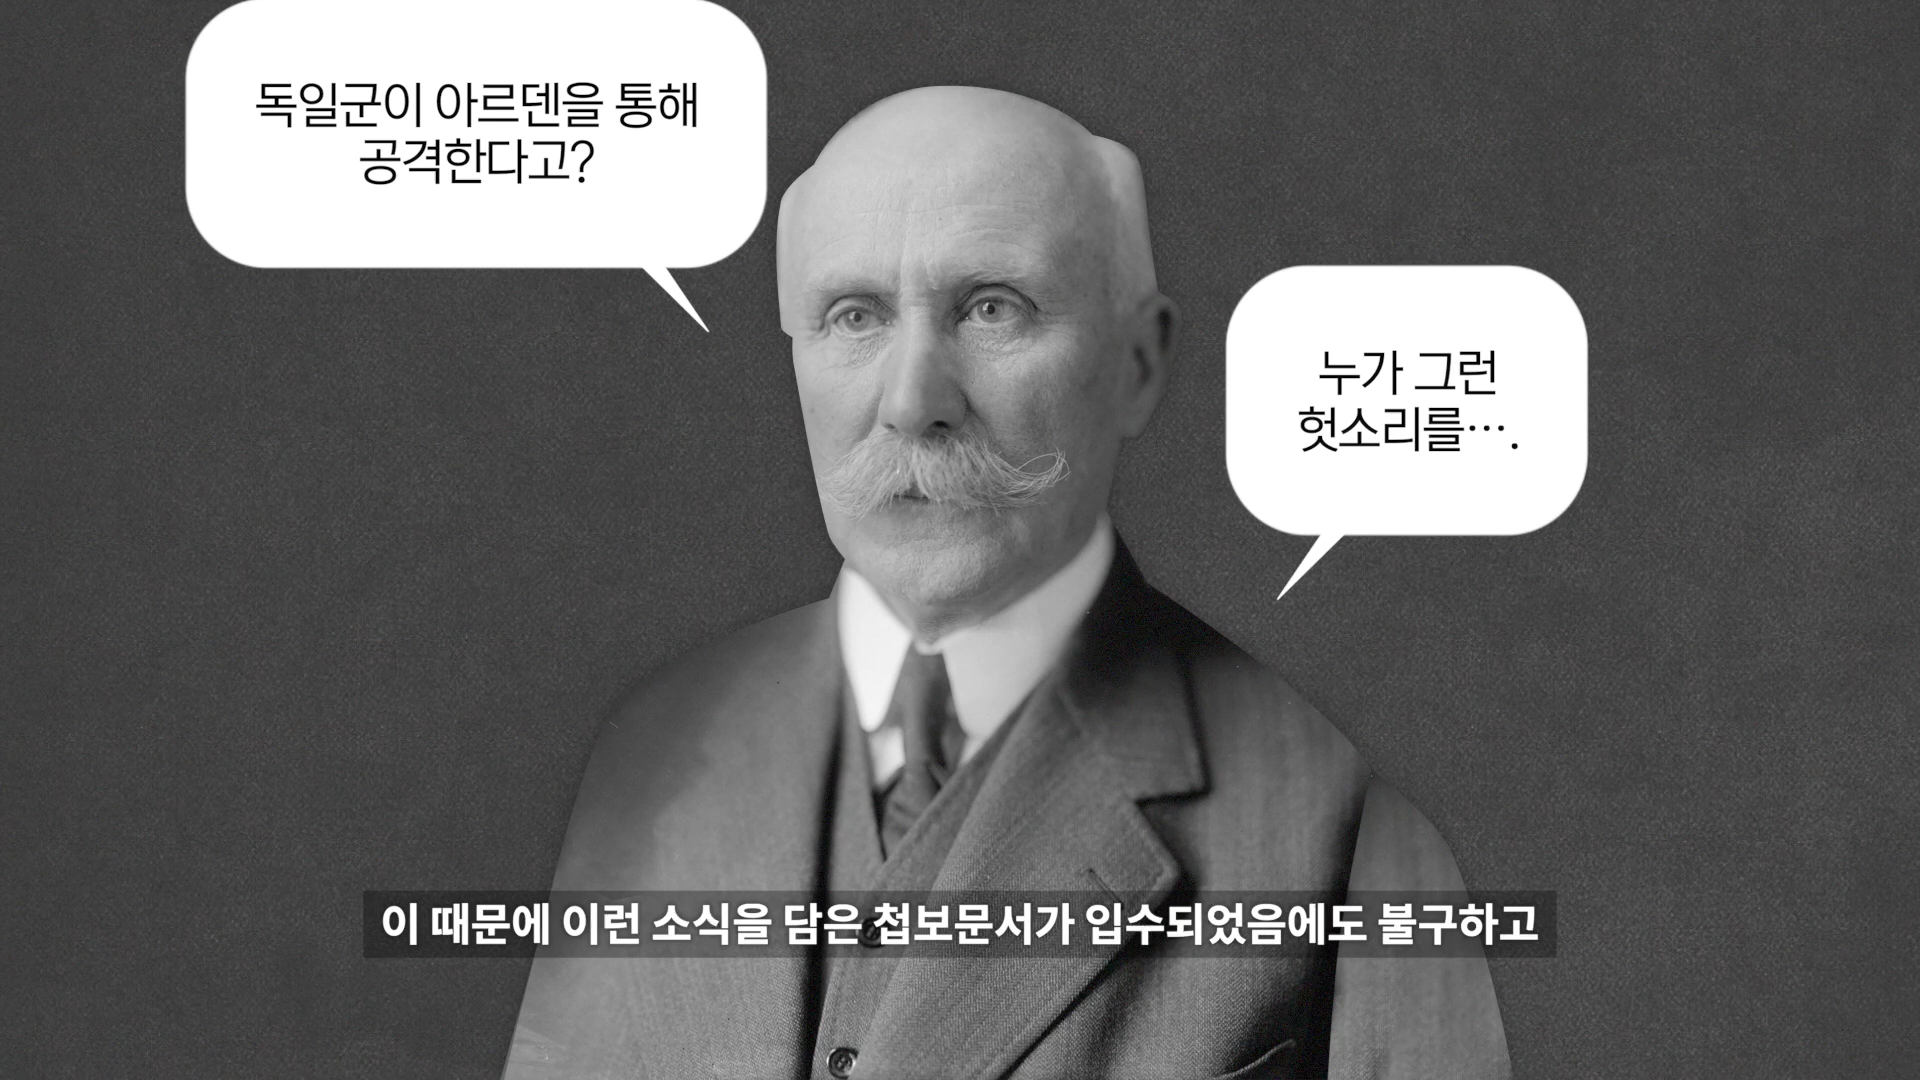 독일군이 아르덴을 통해
공격한다고?
누가 그런
헛소리를….
이 때문에 이런 소식을 담은 첩보문서가 입수되었음에도 불구하고